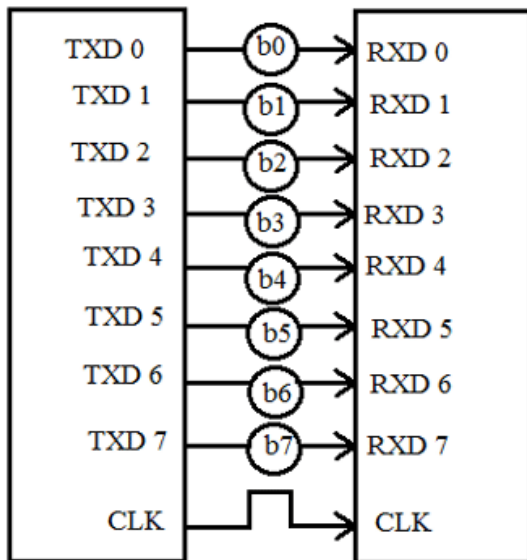 TXD 0 b0 RXD 0
TXD 1 b1 RXD 1
TXD 2 b2 RXD 2
TXD 3 b3 RXD 3
TXD 4 b4 RXD 4
TXD 5 b5 RXD 5
TXD 6 b6 RXD 6
TXD 7 b7 RXD 7
CLK CLK